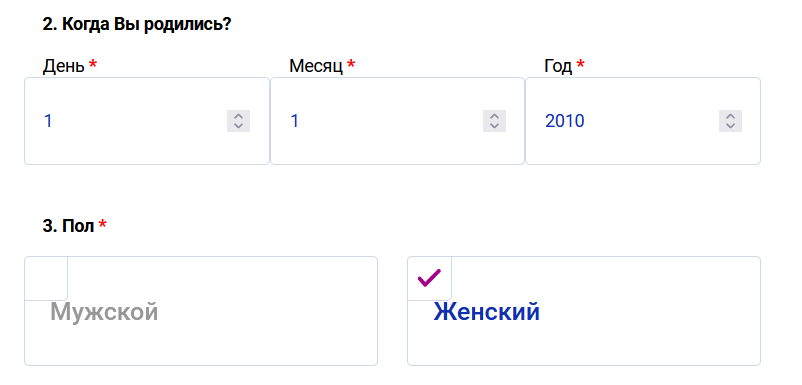 2. Когда Вы родились?
День * Месяц * Год *
1 1 2010
3. Пол *
Мужской Женский